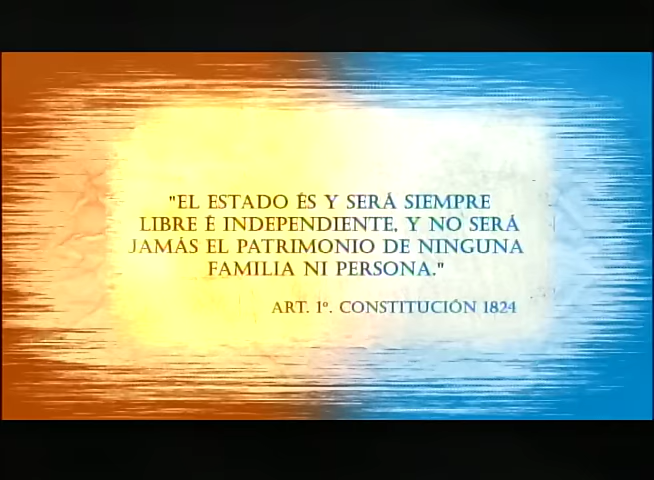 "EL ESTADO ÉS Y SERÁ SIEMPRE
LIBRE É INDEPENDIENTE, Y NO SERÁ
JAMÁS EL PATRIMONIO DE NINGUNA
FAMILIA NI PERSONA."
ART. 1º. CONSTITUCIÓN 1824